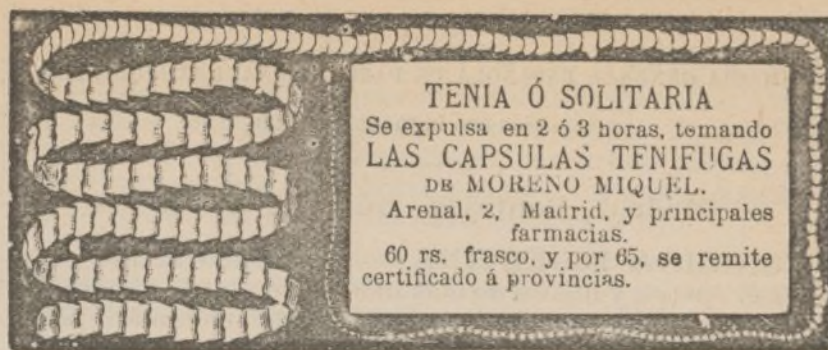 TENIA Ó SOLITARIA
Se expulsa en 2 ó 3 horas, tomando
LAS CAPSULAS TENIFUGAS
DE MORENO MIQUEL.
Arenal, 2, Madrid, y principales
farmacias.
60 rs. frasco, y por 65, se remite
certificado á provincias.